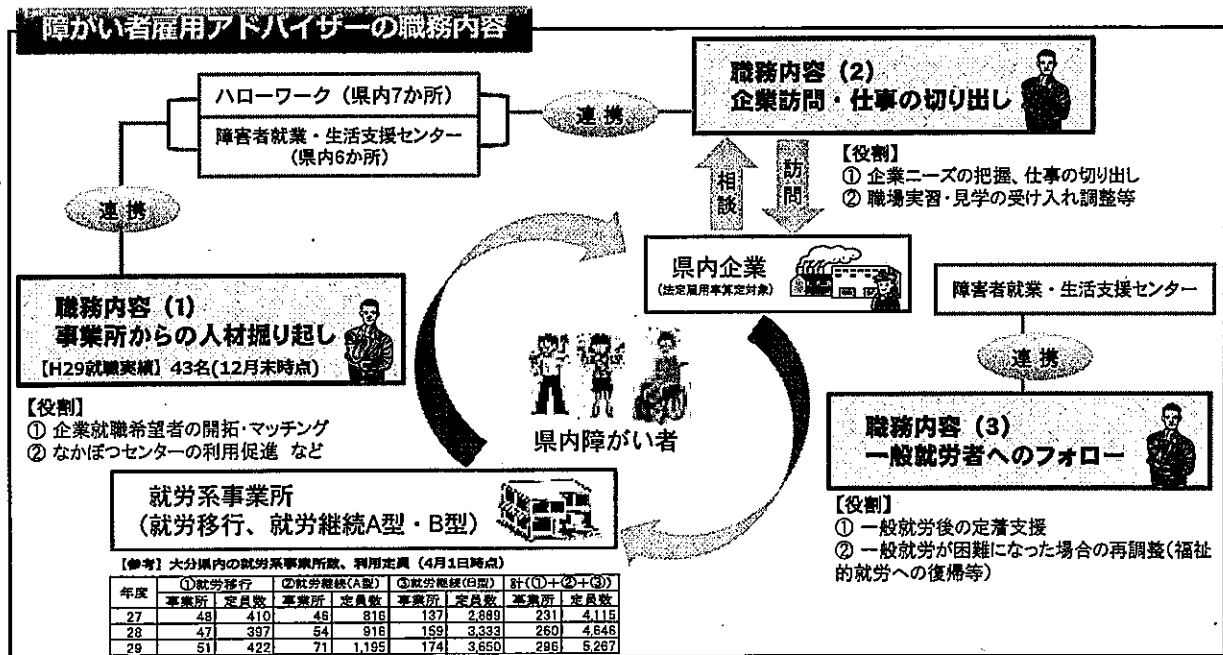 障がい者雇用アドバイザーの職務内容
ハローワーク（県内7か所）
障害者就業・生活支援センター
（県内6か所）
連携
連携
職務内容（2）
企業訪問・仕事の切り出し
【役割】
① 企業ニーズの把握、仕事の切り出し
② 職場実習・見学の受け入れ調整等
相談
訪問
県内企業
（法定雇用率算定対象）
職務内容（1）
事業所からの人材掘り起し
【H29就職実績】43名(12月末時点)
【役割】
① 企業就職希望者の開拓・マッチング
② なかぽつセンターの利用促進 など
県内障がい者
障害者就業・生活支援センター
連携
職務内容（3）
一般就労者へのフォロー
【役割】
① 一般就労後の定着支援
② 一般就労が困難になった場合の再調整(福祉
的就労への復帰等)
就労系事業所
（就労移行、就労継続A型・B型）
【参考】大分県内の就労系事業所数、利用定員（4月1日時点）
年度 ①就労移行 ②就労継続(A型) ③就労継続(B型) 計(①＋②＋③)
事業所 定員数 事業所 定員数 事業所 定員数 事業所 定員数
27 48 410 46 816 137 2,889 231 4,115
28 47 397 54 916 159 3,333 260 4,646
29 51 422 71 1,195 174 3,650 296 5,267